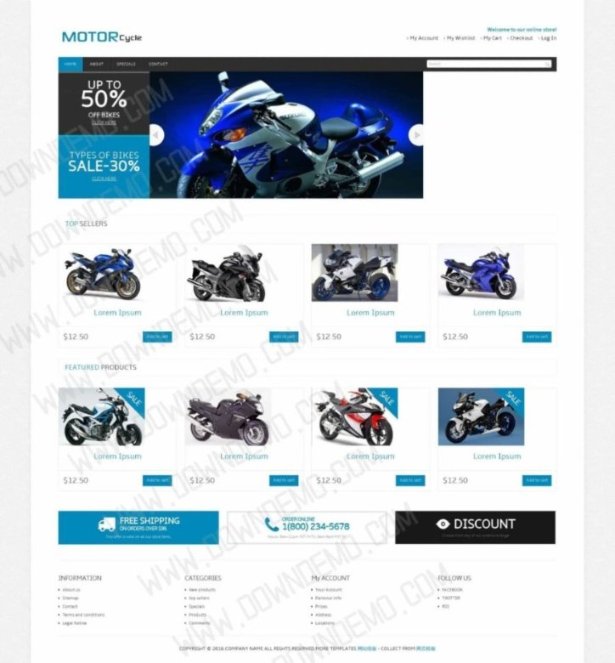 MOTORCycle
Welcome to our online store!
My Account My Wishlist My Cart Checkout Log In
HOME ABOUT SPECIALS CONTACT
UP TO
50%
OFF BIKES
CLICK HERE
TYPES OF BIKES
SALE-30%
CLICK HERE
TOP SELLERS
Lorem Ipsum Lorem Ipsum Lorem Ipsum Lorem Ipsum
$12.50 Add to cart $12.50 Add to cart $12.50 Add to cart $12.50 Add to cart
FEATURED PRODUCTS
SALE SALE SALE
Lorem Ipsum Lorem Ipsum Lorem Ipsum Lorem Ipsum
$12.50 Add to cart $12.50 Add to cart $12.50 Add to cart $12.50 Add to cart
FREE SHIPPING
ON ORDERS OVER $99.
ORDER ONLINE
1(800) 234-5678
DISCOUNT
INFORMATION CATEGORIES My ACCOUNT FOLLOW US
About us New products Your Account FACEBOOK
Sitemap top sellers Personal info TWITTER
Contact Specials Prices RSS
Terms and conditions Products Address
Legal Notice Comments Locations
COPYRIGHT © 2016.COMPANY NAME ALL RIGHTS RESERVED.MORE TEMPLATES - COLLECT FROM
WWW.DOWNDEMO.COM